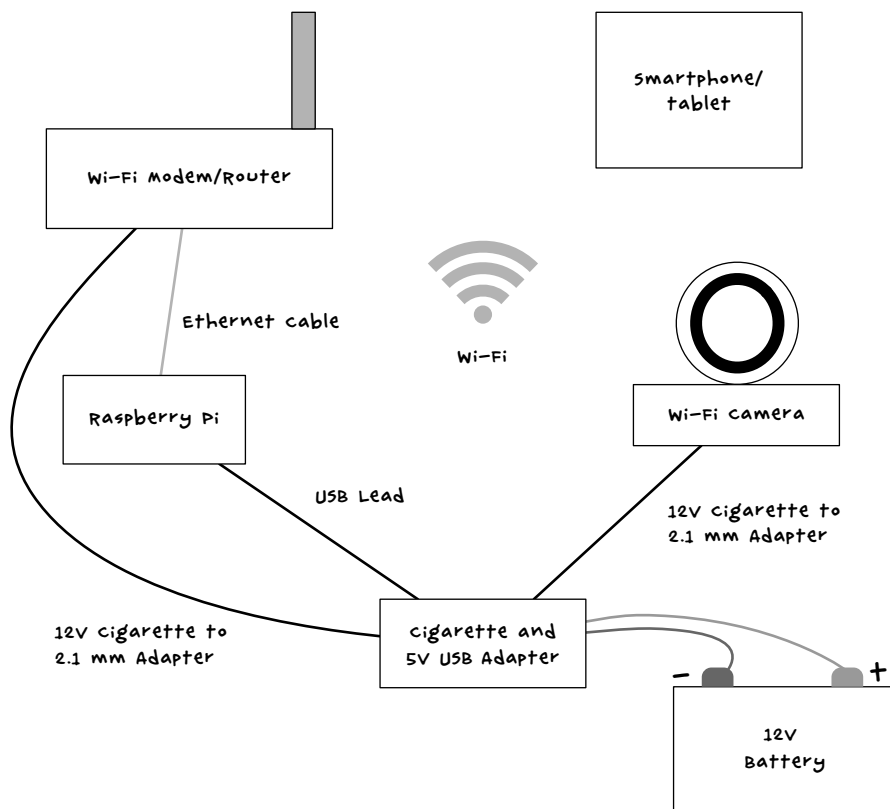 Smartphone/
tablet
Wi-Fi Modem/Router
Ethernet Cable
Wi-Fi
Raspberry Pi
Wi-Fi Camera
USB Lead
12V Cigarette to
2.1 mm Adapter
12V Cigarette to
2.1 mm Adapter
Cigarette and
5V USB Adapter
- +
12V
Battery